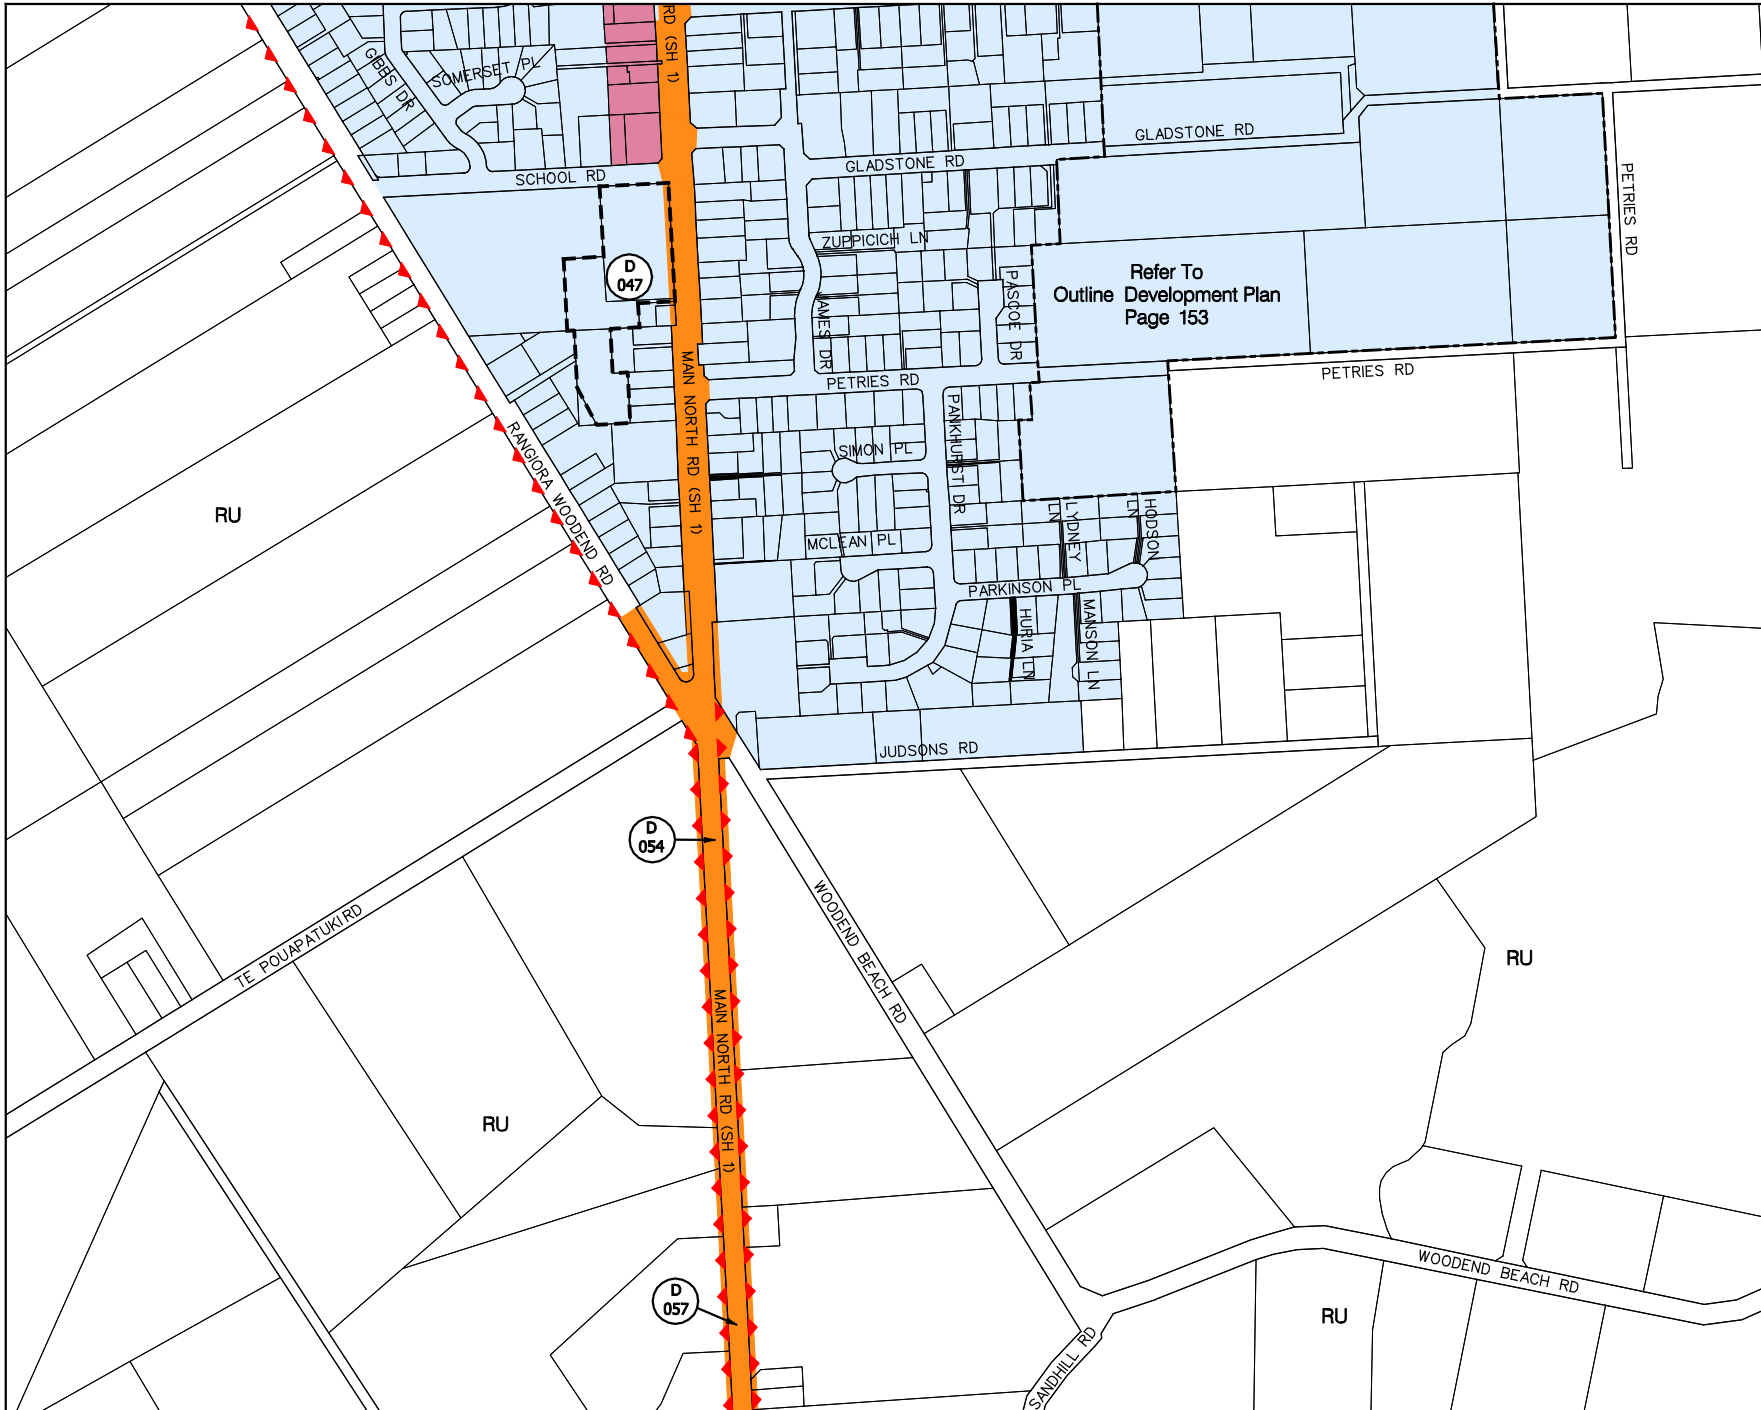 RD (SH 1)
GIBBS DR
SOMERSET PL
SCHOOL RD
GLADSTONE RD
GLADSTONE RD
PETRIES RD
ZUPPICICH LN
D
047
AMES DR
PASCOE DR
Refer To
Outline Development Plan
Page 153
PETRIES RD
PETRIES RD
MAIN NORTH RD (SH 1)
PANKHURST DR
SIMON PL
RANGIORA WOODEND RD
RU
MCLEAN PL
LYDNEY LN
HODSON LN
PARKINSON PL
HURIA LN
MANSON LN
JUDSONS RD
D
054
TE POUAPATUKI RD
WOODEND BEACH RD
RU
MAIN NORTH RD (SH 1)
RU
D
057
WOODEND BEACH RD
RU
SANDHILL RD